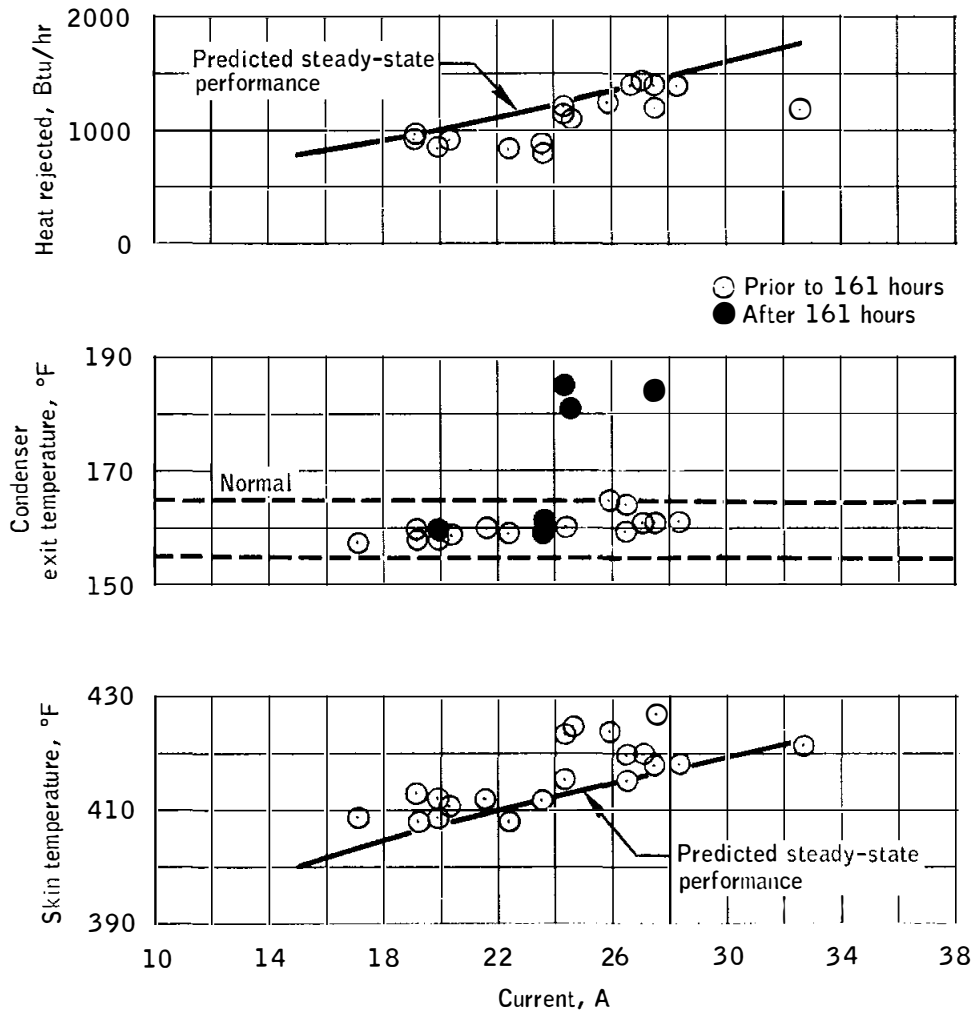 2000
1000
0
Heat rejected, Btu/hr
Predicted steady-state
performance
Prior to 161 hours
After 161 hours
190
170
150
Condenser
exit temperature, °F
Normal
430
410
390
Skin temperature, °F
Predicted steady-state
performance
10 14 18 22 26 30 34 38
Current, A